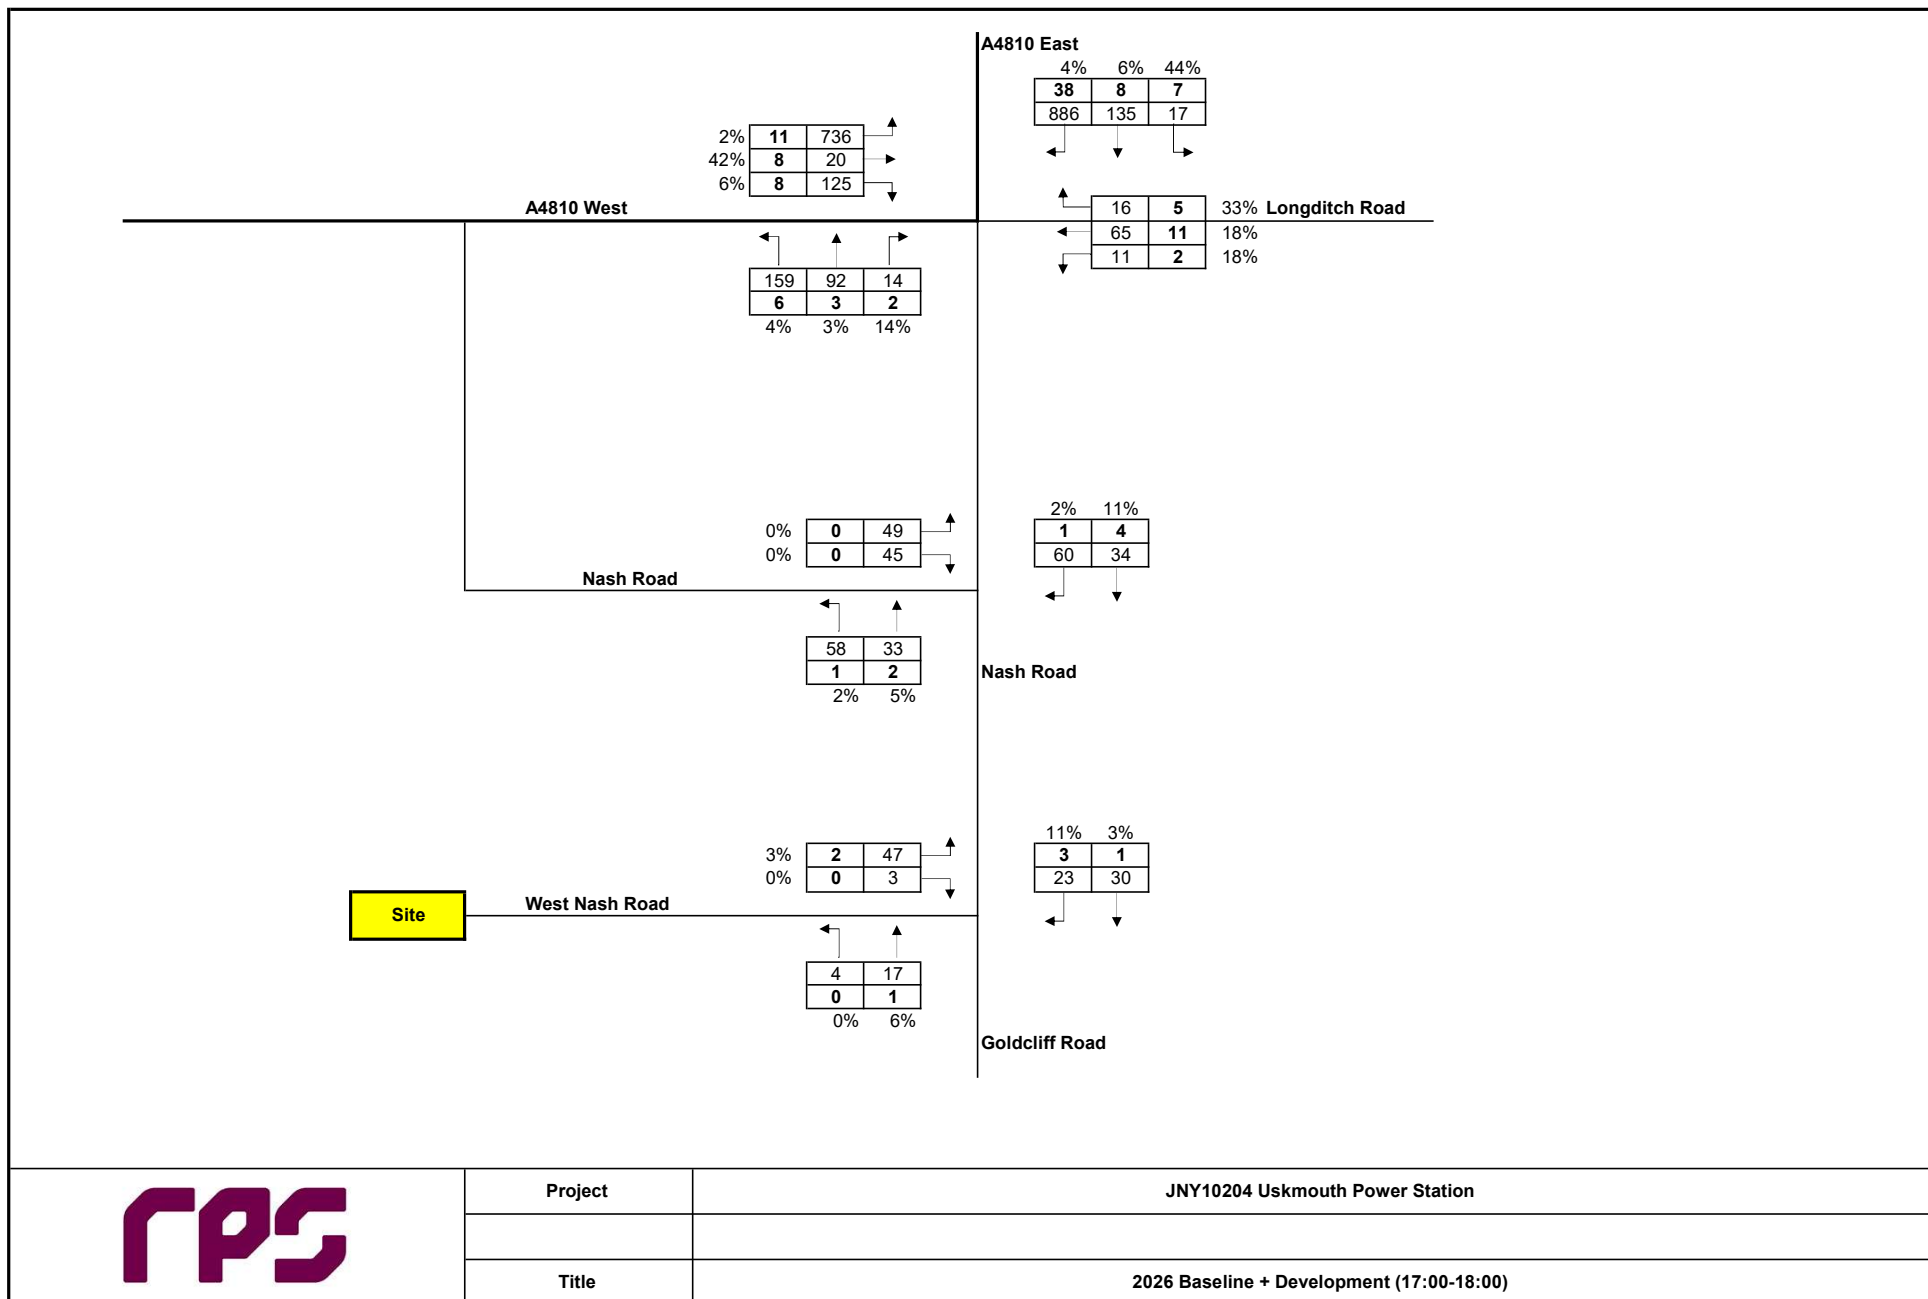 A4810 East
4% 6% 44%
38 8 7
886 135 17
2% 11 736
42% 8 20
6% 8 125
A4810 West
16 5 33% Longditch Road
65 11 18%
11 2 18%
159 92 14
6 3 2
4% 3% 14%
2% 11%
0% 0 49 1 4
0% 0 45 60 34
Nash Road
58 33
1 2
2% 5%
Nash Road
11% 3%
3% 2 47 3 1
0% 0 3 23 30
Site
West Nash Road
4 17
0 1
0% 6%
Goldcliff Road
rps
Project JNY10204 Uskmouth Power Station
Title 2026 Baseline + Development (17:00-18:00)